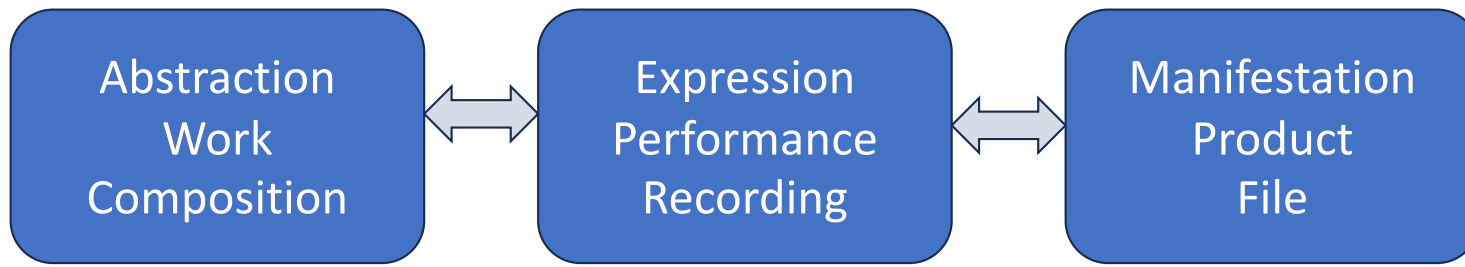 Abstraction
Work
Composition
Expression
Performance
Recording
Manifestation
Product
File